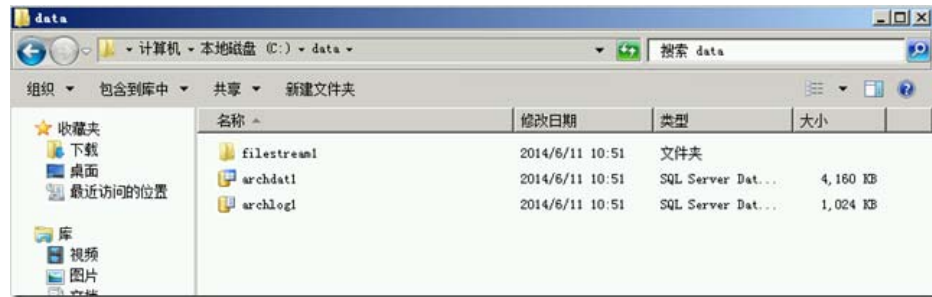 data
计算机 本地磁盘 (C:) data
搜索 data
组织 包含到库中 共享 新建文件夹
名称 修改日期 类型 大小
收藏夹
下载
桌面
最近访问的位置
库
视频
图片
filestream1 2014/6/11 10:51 文件夹
archdat1 2014/6/11 10:51 SQL Server Dat... 4,160 KB
archlog1 2014/6/11 10:51 SQL Server Dat... 1,024 KB